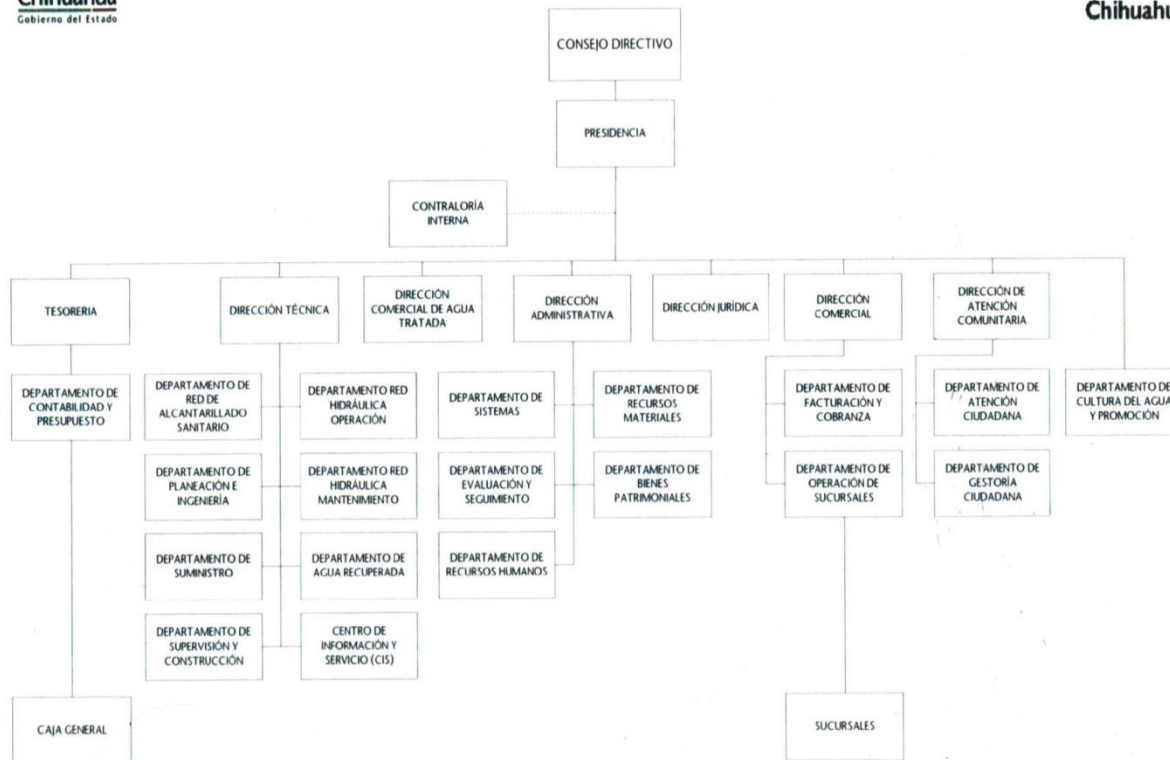 Chihuahua
Gobierno del Estado
Chihuahu
CONSEJO DIRECTIVO
PRESIDENCIA
CONTRALORÍA
INTERNA
TESORERIA
DIRECCIÓN TÉCNICA
DIRECCIÓN
COMERCIAL DE AGUA
TRATADA
DIRECCIÓN
ADMINISTRATIVA
DIRECCIÓN JURÍDICA
DIRECCIÓN
COMERCIAL
DIRECCIÓN DE
ATENCIÓN
COMUNITARIA
DEPARTAMENTO DE
CONTABILIDAD Y
PRESUPUESTO
DEPARTAMENTO DE
RED DE
ALCANTARILLADO
SANITARIO
DEPARTAMENTO RED
HIDRÁULICA
OPERACIÓN
DEPARTAMENTO DE
SISTEMAS
DEPARTAMENTO DE
RECURSOS
MATERIALES
DEPARTAMENTO DE
FACTURACIÓN Y
COBRANZA
DEPARTAMENTO DE
ATENCIÓN
CIUDADANA
DEPARTAMENTO DE
CULTURA DEL AGUA
Y PROMOCIÓN
DEPARTAMENTO DE
PLANEACIÓN E
INGENIERÍA
DEPARTAMENTO RED
HIDRÁULICA
MANTENIMIENTO
DEPARTAMENTO DE
EVALUACIÓN Y
SEGUIMIENTO
DEPARTAMENTO DE
BIENES
PATRIMONIALES
DEPARTAMENTO DE
OPERACIÓN DE
SUCURSALES
DEPARTAMENTO DE
GESTORÍA
CIUDADANA
DEPARTAMENTO DE
SUMINISTRO
DEPARTAMENTO DE
AGUA RECUPERADA
DEPARTAMENTO DE
RECURSOS HUMANOS
DEPARTAMENTO DE
SUPERVISIÓN Y
CONSTRUCCIÓN
CENTRO DE
INFORMACIÓN Y
SERVICIO (CIS)
CAJA GENERAL
SUCURSALES